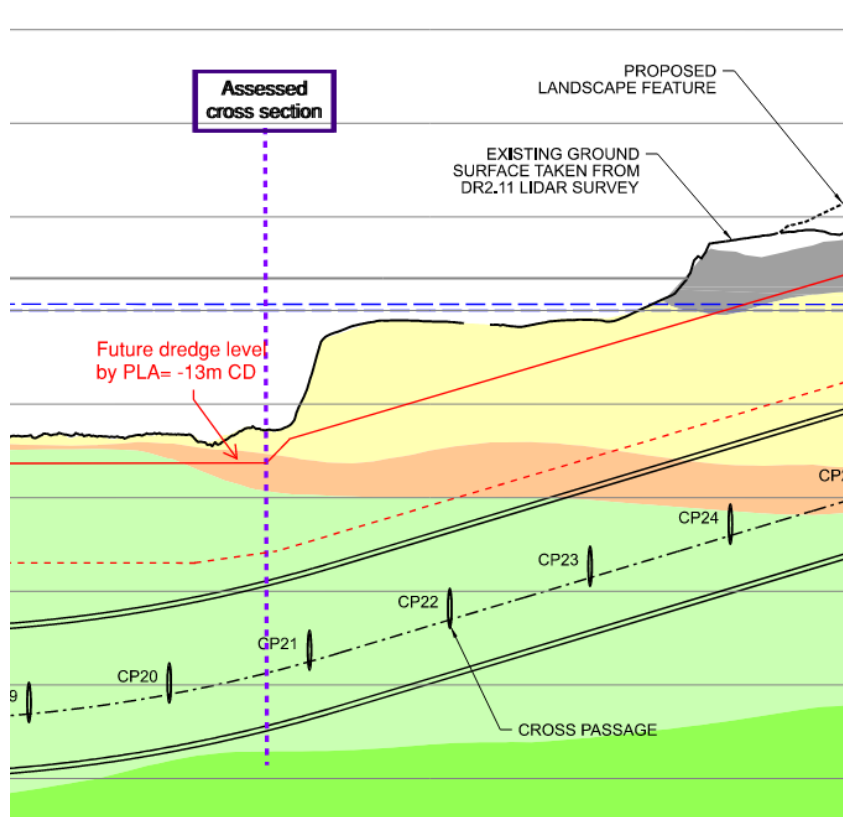 Assessed
cross section
PROPOSED
LANDSCAPE FEATURE
EXISTING GROUND
SURFACE TAKEN FROM
DR2.11 LIDAR SURVEY
Future dredge level
by PLA= -13m CD
CP24
CP23
CP22
CP21
CP20
9
CROSS PASSAGE